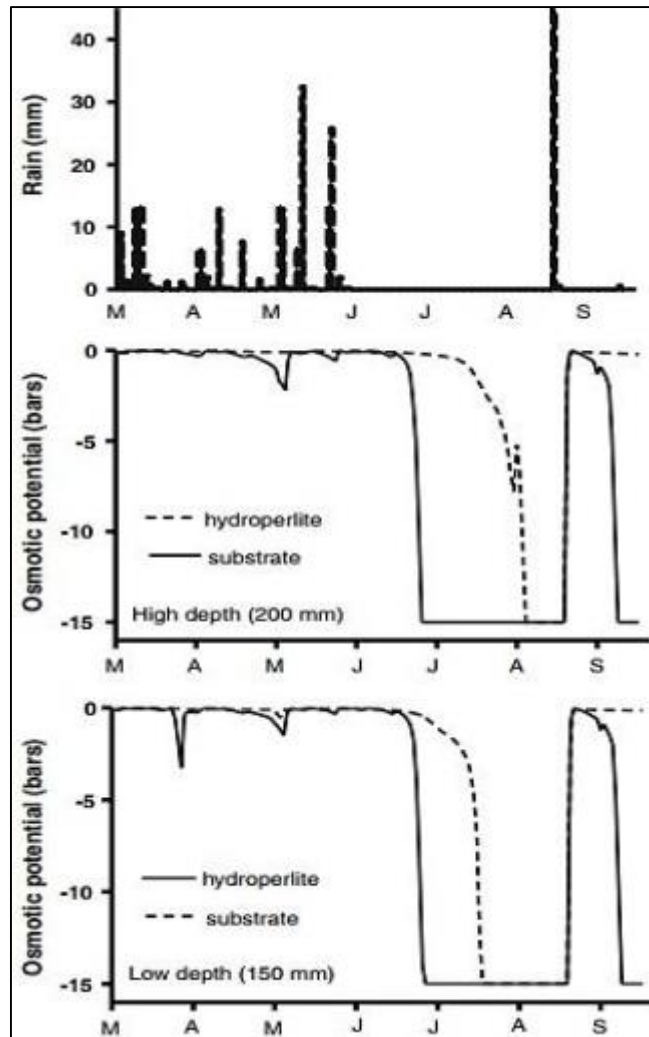 Rain (mm)
40
30
20
10
0
M A M J J A S
Osmotic potential (bars)
0
-5
-10
-15
hydroperlite
substrate
High depth (200 mm)
M A M J J A S
Osmotic potential (bars)
0
-5
-10
-15
hydroperlite
substrate
Low depth (150 mm)
M A M J J A S